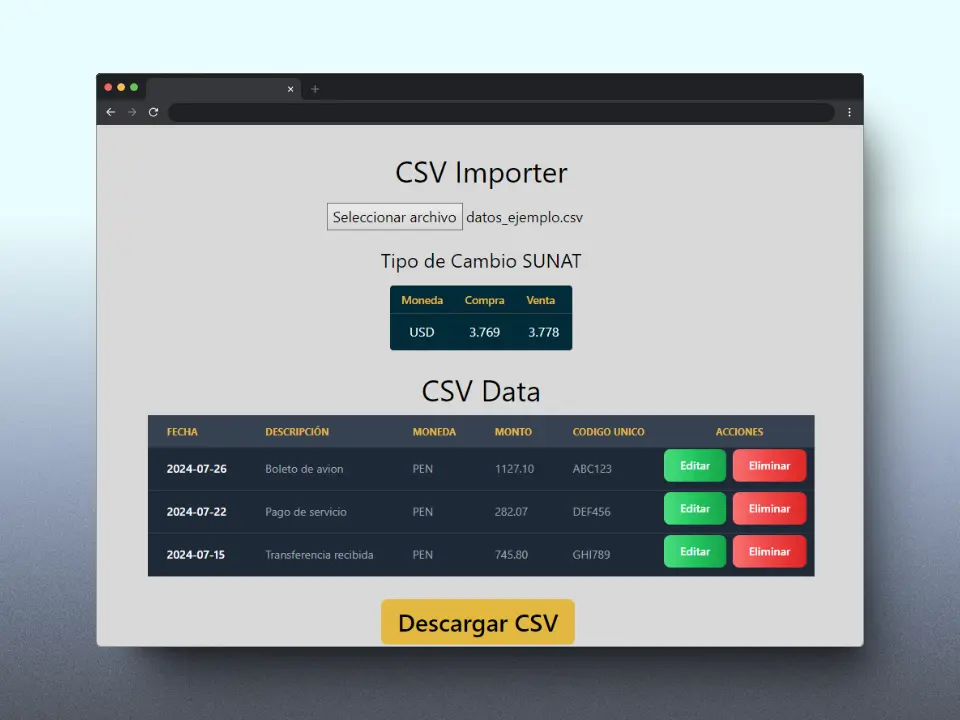 CSV Importer
Seleccionar archivo datos_ejemplo.csv
Tipo de Cambio SUNAT
Moneda Compra Venta
USD 3.769 3.778
CSV Data
FECHA DESCRIPCIÓN MONEDA MONTO CODIGO UNICO ACCIONES
2024-07-26 Boleto de avion PEN 1127.10 ABC123 Editar Eliminar
2024-07-22 Pago de servicio PEN 282.07 DEF456 Editar Eliminar
2024-07-15 Transferencia recibida PEN 745.80 GHI789 Editar Eliminar
Descargar CSV